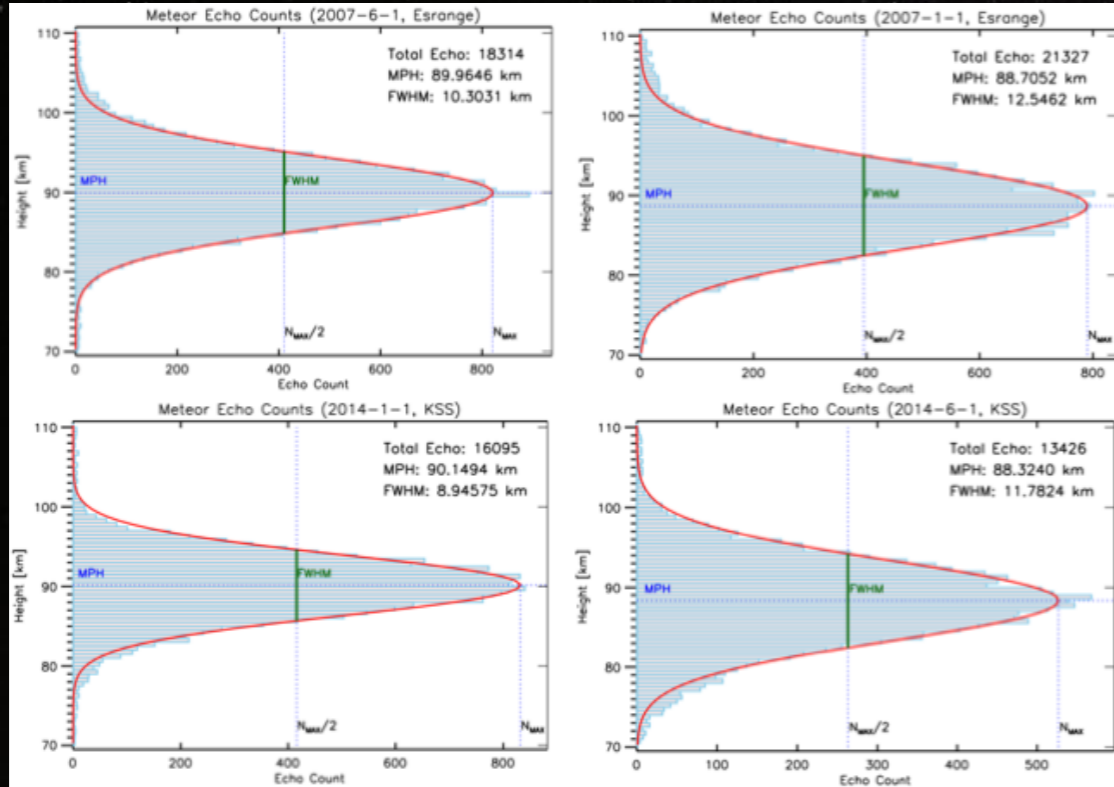 Meteor Echo Counts (2007-6-1, Esrange)
Total Echo: 18314
MPH: 89.9646 km
FWHM: 10.3031 km
110
100
90
80
70
Height [km]
MPH
FWHM
N_MAX/2
N_MAX
0 200 400 600 800
Echo Count
Meteor Echo Counts (2007-1-1, Esrange)
Total Echo: 21327
MPH: 88.7052 km
FWHM: 12.5462 km
110
100
90
80
70
Height [km]
MPH
FWHM
N_MAX/2
N_MAX
0 200 400 600 800
Echo Count
Meteor Echo Counts (2014-1-1, KSS)
Total Echo: 16095
MPH: 90.1494 km
FWHM: 8.94575 km
110
100
90
80
70
Height [km]
MPH
FWHM
N_MAX/2
N_MAX
0 200 400 600 800
Echo Count
Meteor Echo Counts (2014-6-1, KSS)
Total Echo: 13426
MPH: 88.3240 km
FWHM: 11.7824 km
110
100
90
80
70
Height [km]
MPH
FWHM
N_MAX/2
N_MAX
0 100 200 300 400 500
Echo Count